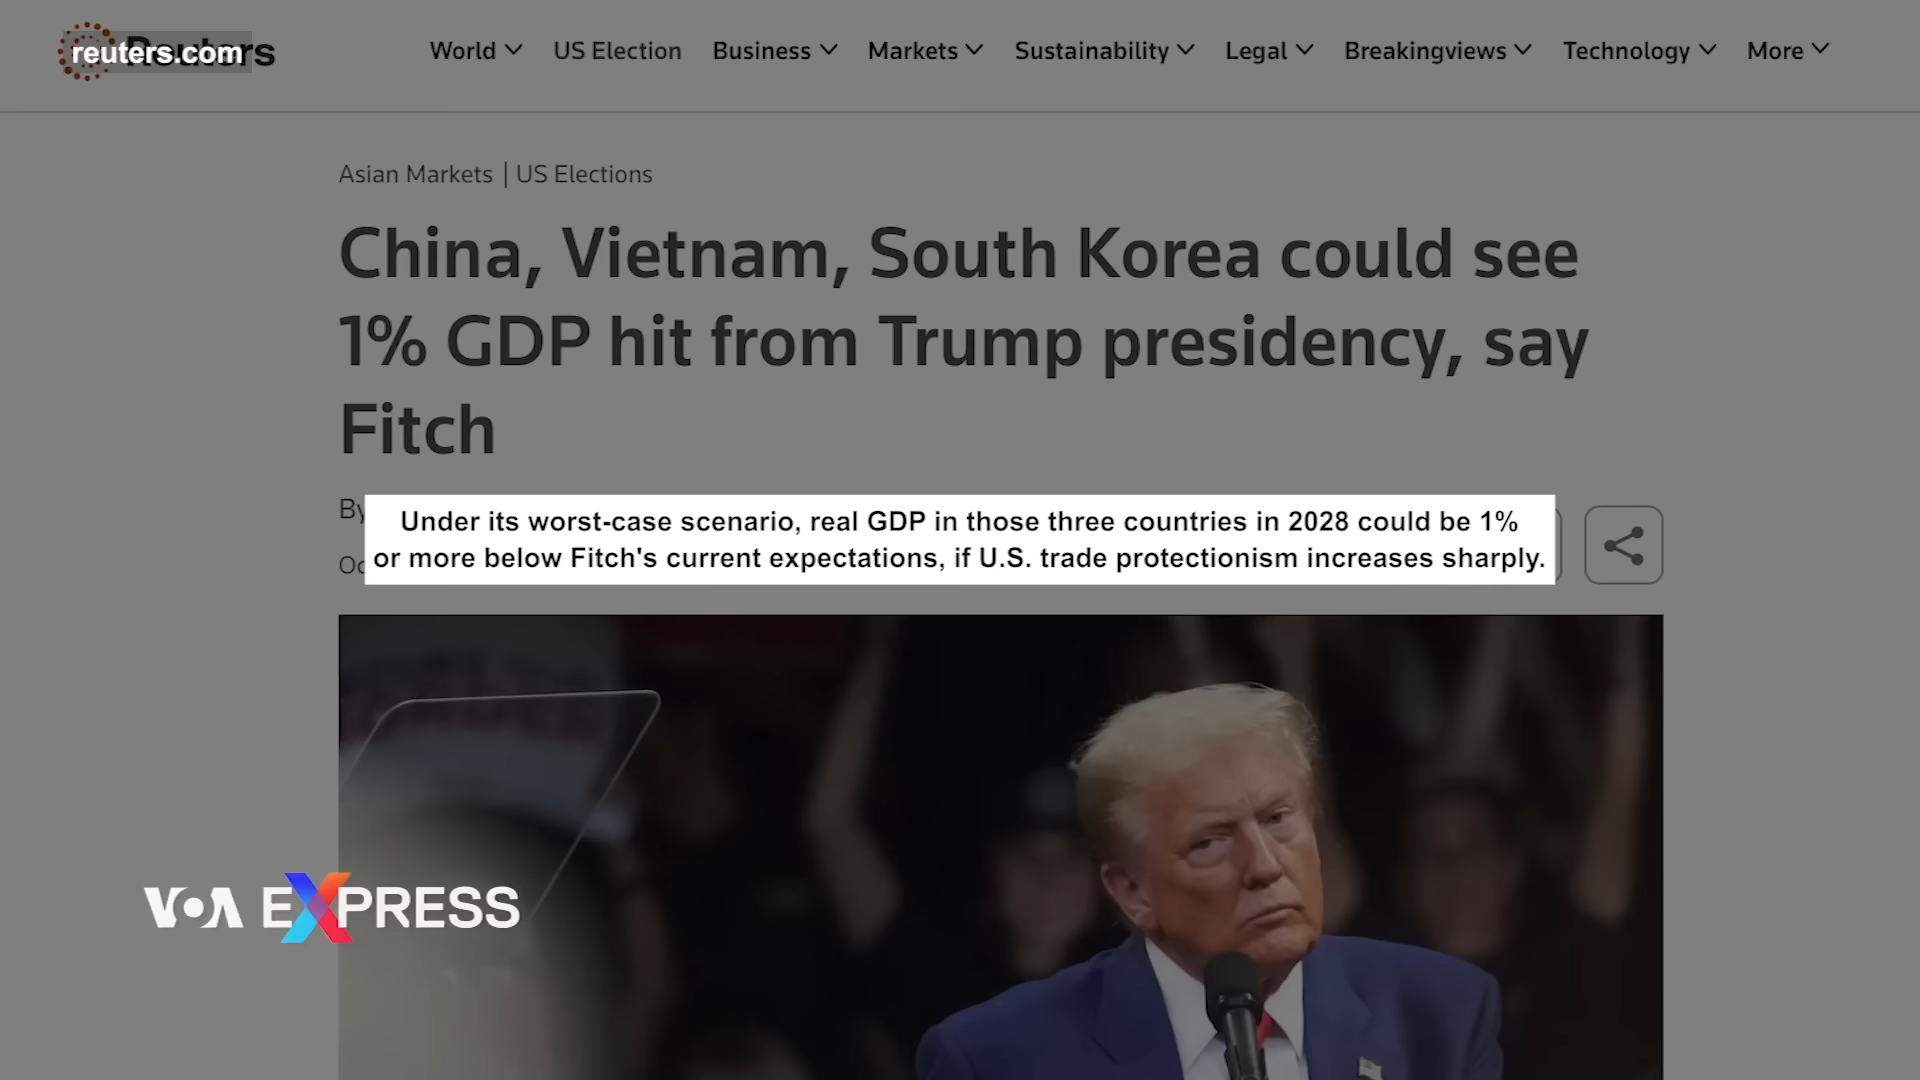 reuters.com
Reuters
World
US Election
Business
Markets
Sustainability
Legal
Breakingviews
Technology
More
Asian Markets | US Elections
China, Vietnam, South Korea could see
1% GDP hit from Trump presidency, say
Fitch
By
Under its worst-case scenario, real GDP in those three countries in 2028 could be 1%
or more below Fitch's current expectations, if U.S. trade protectionism increases sharply.
VOA EXPRESS